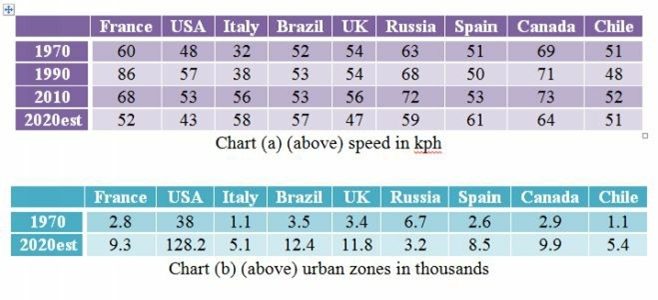 France USA Italy Brazil UK Russia Spain Canada Chile
1970 60 48 32 52 54 63 51 69 51
1990 86 57 38 53 54 68 50 71 48
2010 68 53 56 53 56 72 53 73 52
2020est 52 43 58 57 47 59 61 64 51
Chart (a) (above) speed in kph
France USA Italy Brazil UK Russia Spain Canada Chile
1970 2.8 38 1.1 3.5 3.4 6.7 2.6 2.9 1.1
2020est 9.3 128.2 5.1 12.4 11.8 3.2 8.5 9.9 5.4
Chart (b) (above) urban zones in thousands